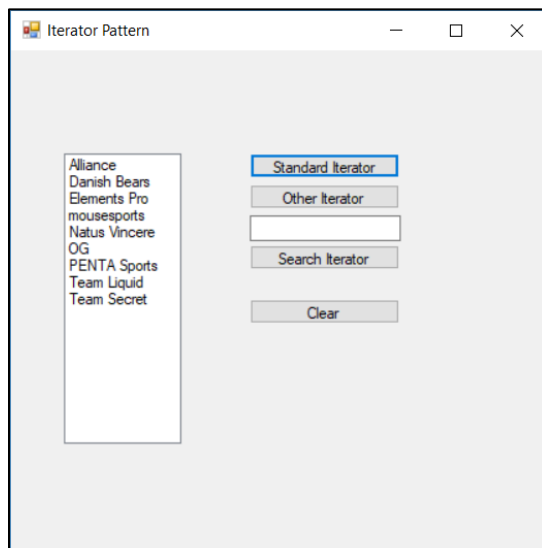 Iterator Pattern
Alliance
Danish Bears
Elements Pro
mousesports
Natus Vincere
OG
PENTA Sports
Team Liquid
Team Secret
Standard Iterator
Other Iterator
Search Iterator
Clear